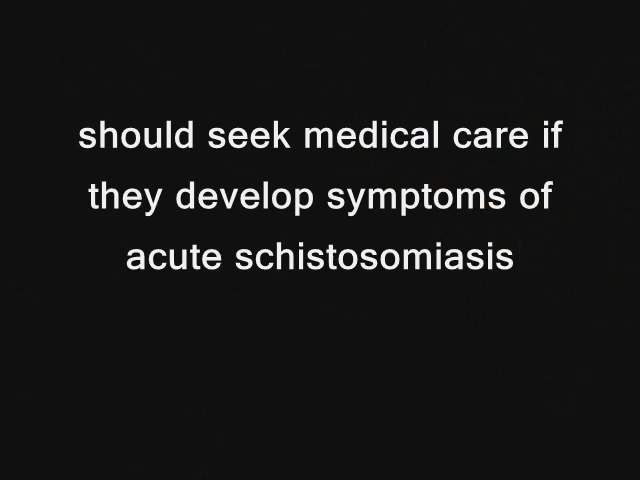 should seek medical care if
they develop symptoms of
acute schistosomiasis